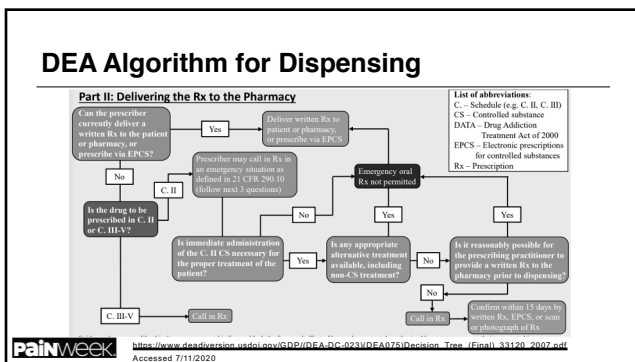 DEA Algorithm for Dispensing
Part II: Delivering the Rx to the Pharmacy
List of abbreviations:
C. – Schedule (e.g. C. II, C. III)
CS – Controlled substance
DATA – Drug Addiction
Treatment Act of 2000
EPCS – Electronic prescriptions
for controlled substances
Rx – Prescription
Can the prescriber
currently deliver a
written Rx to the patient
or pharmacy, or
prescribe via EPCS?
Yes
Deliver written Rx to
patient or pharmacy,
or prescribe via EPCS
No
C. II
Prescriber may call in Rx in
an emergency situation as
defined in 21 CFR 290.10
(follow next 3 questions)
Emergency oral
Rx not permitted
Is the drug to be
prescribed in C. II
or C. III-V?
No
Yes
Yes
Is immediate administration
of the C. II CS necessary for
the proper treatment of the
patient?
Yes
Is any appropriate
alternative treatment
available, including
non-CS treatment?
No
Is it reasonably possible for
the prescribing practitioner to
provide a written Rx to the
pharmacy prior to dispensing?
No
C. III-V
Call in Rx
Call in Rx
Confirm within 15 days by
written Rx, EPCS, or scan
or photograph of Rx
PAINWEEK.
https://www.deadiversion.usdoj.gov/GDP/(DEA-DC-023)(DEA075)Decision_Tree_(Final)_33120_2007.pdf
Accessed 7/11/2020